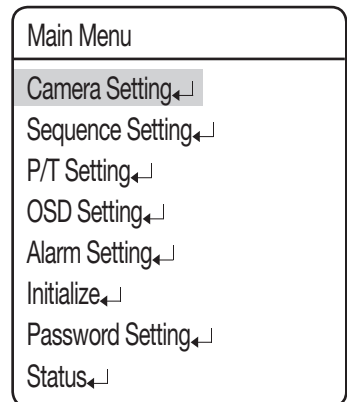 Main Menu
Camera Setting↵
Sequence Setting↵
P/T Setting↵
OSD Setting↵
Alarm Setting↵
Initialize↵
Password Setting↵
Status↵